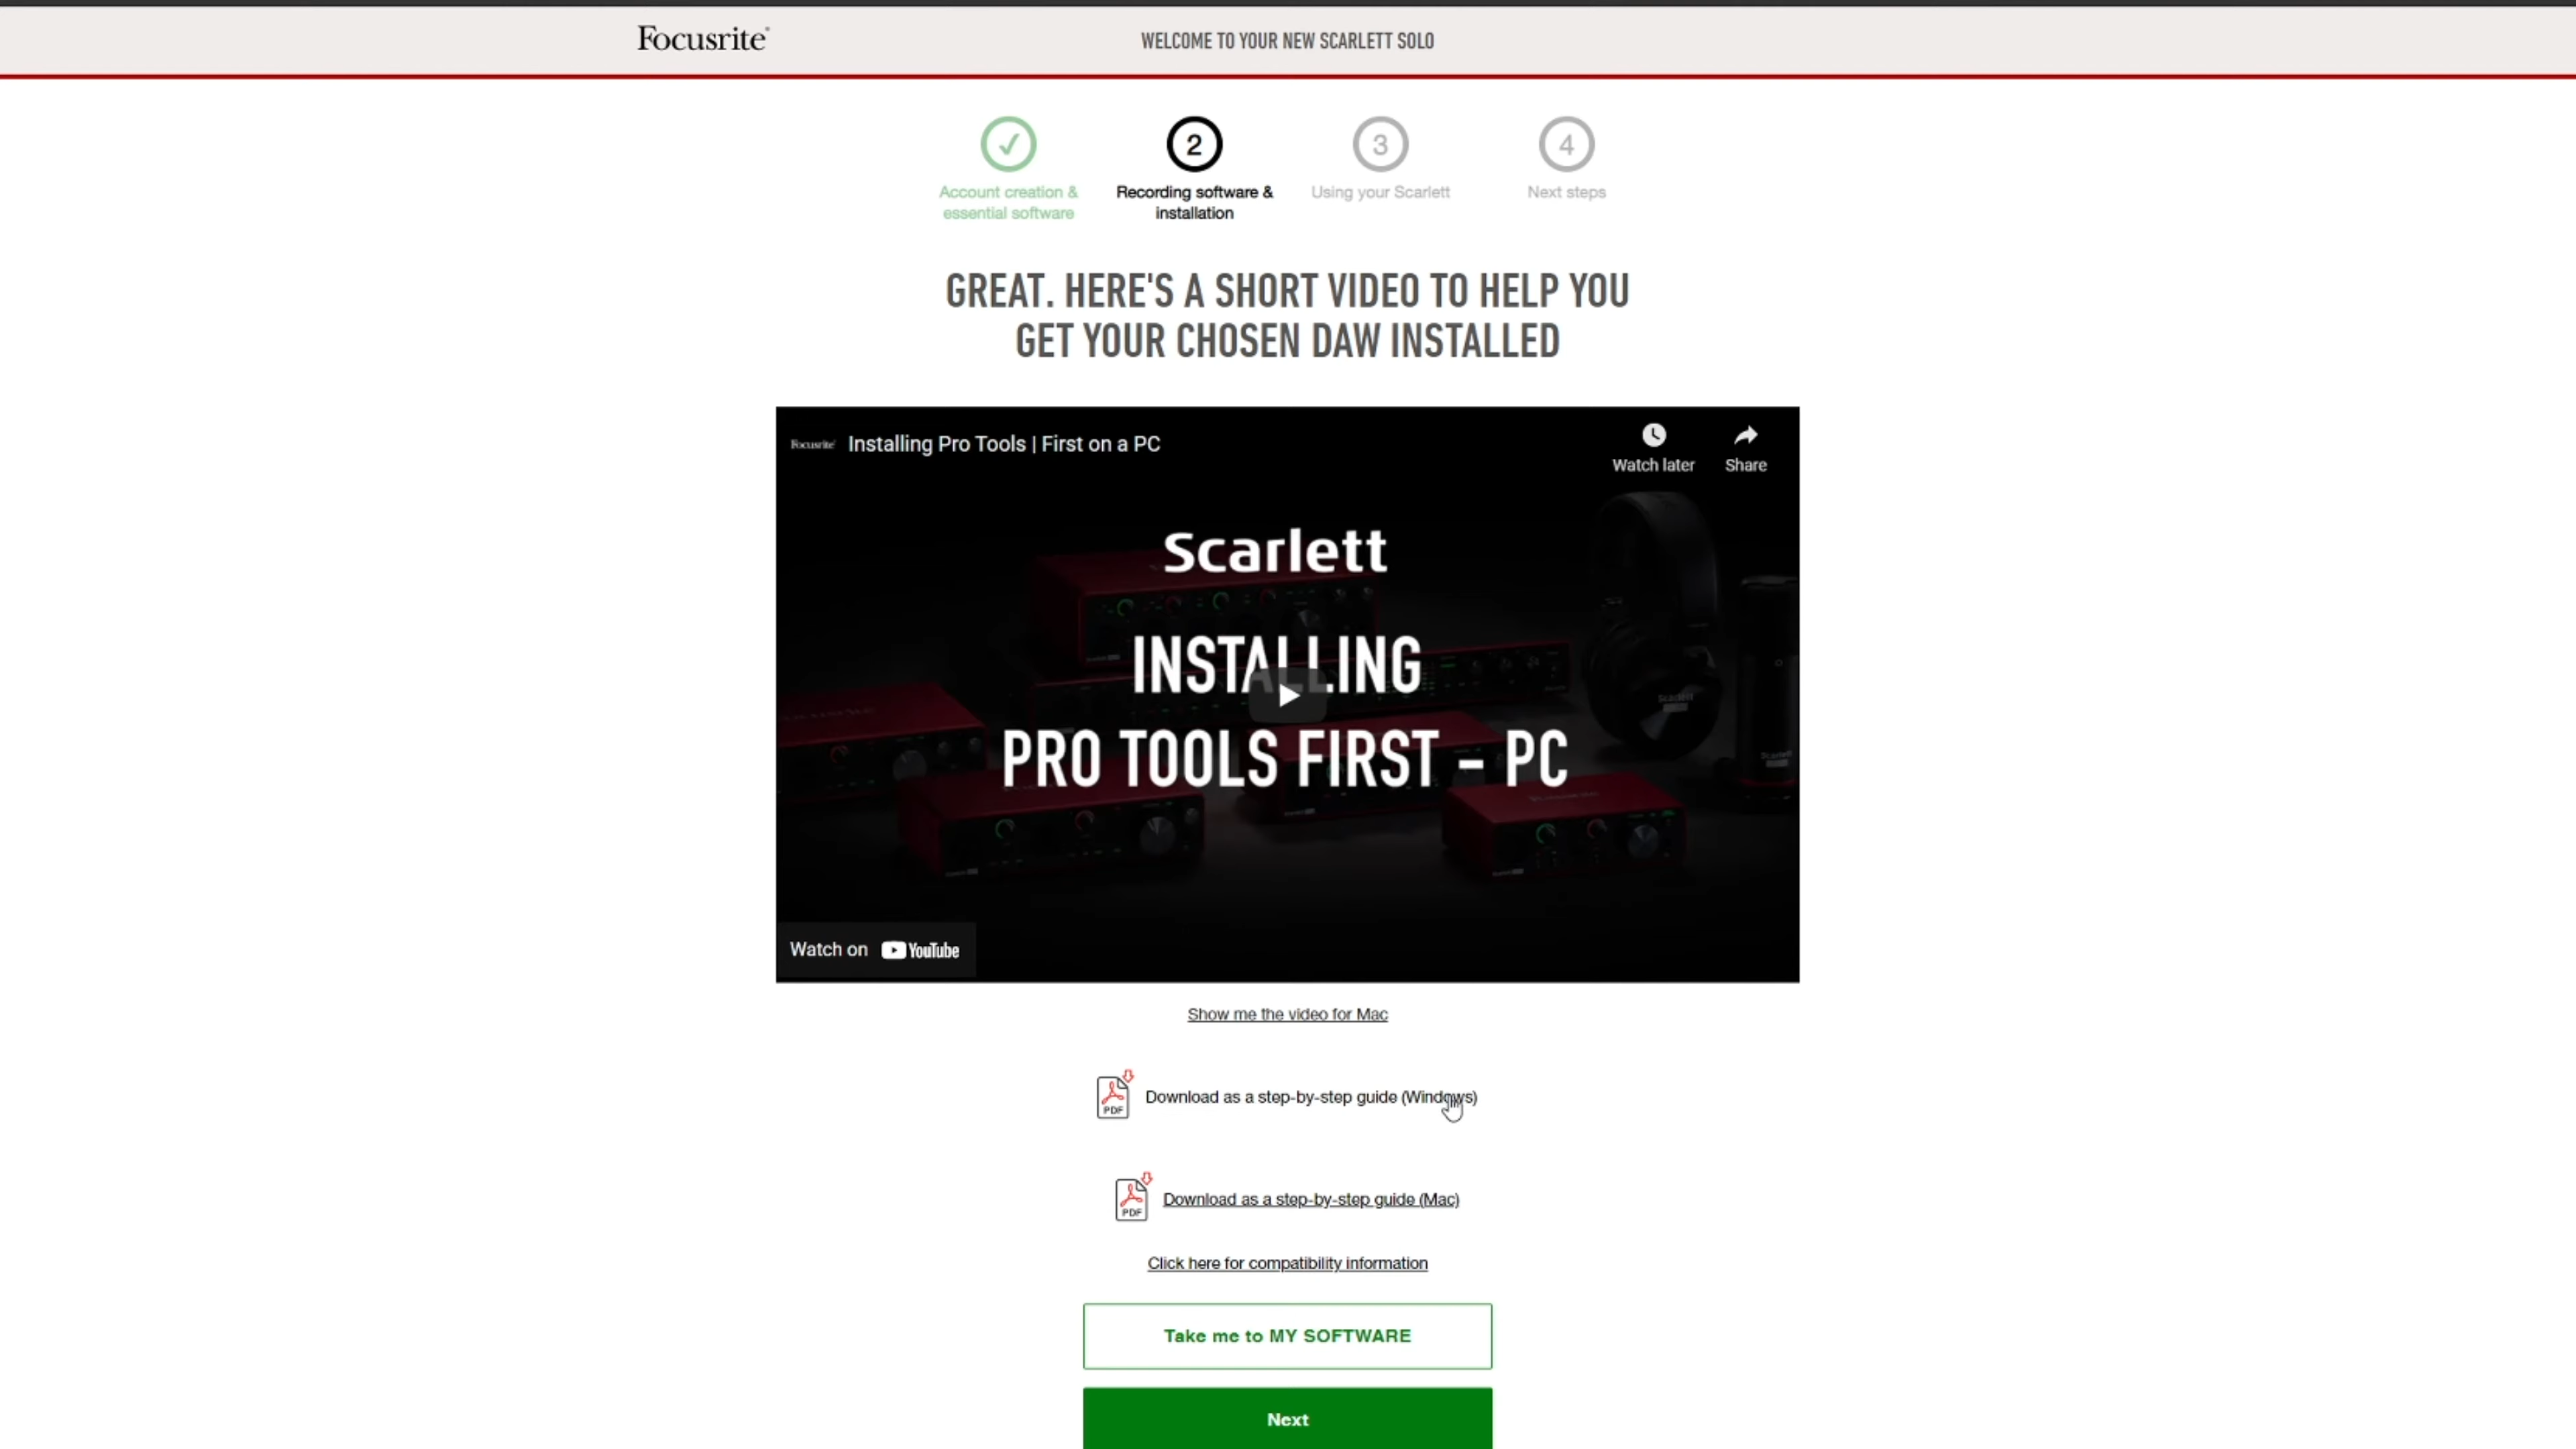 Focusrite
WELCOME TO YOUR NEW SCARLETT SOLO
✓ 2 3 4
Account creation & essential software
Recording software & installation
Using your Scarlett
Next steps
GREAT. HERE'S A SHORT VIDEO TO HELP YOU
GET YOUR CHOSEN DAW INSTALLED
Focusrite Installing Pro Tools | First on a PC
Watch later
Share
Scarlett
INSTALLING
PRO TOOLS FIRST - PC
Watch on YouTube
Show me the video for Mac
PDF Download as a step-by-step guide (Windows)
PDF Download as a step-by-step guide (Mac)
Click here for compatibility information
Take me to MY SOFTWARE
Next